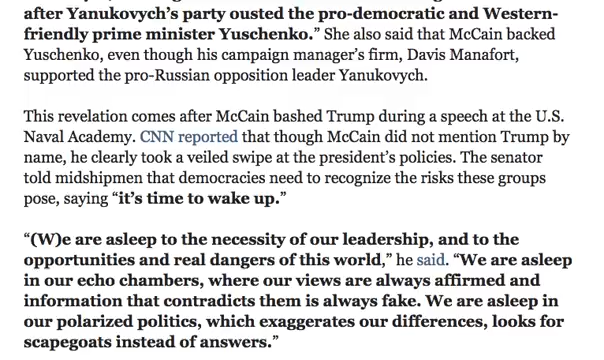 after Yanukovych's party ousted the pro-democratic and Western-
friendly prime minister Yuschenko.” She also said that McCain backed
Yuschenko, even though his campaign manager's firm, Davis Manafort,
supported the pro-Russian opposition leader Yanukovych.
This revelation comes after McCain bashed Trump during a speech at the U.S.
Naval Academy. CNN reported that though McCain did not mention Trump by
name, he clearly took a veiled swipe at the president's policies. The senator
told midshipmen that democracies need to recognize the risks these groups
pose, saying “it's time to wake up.”
“(W)e are asleep to the necessity of our leadership, and to the
opportunities and real dangers of this world,” he said. “We are asleep
in our echo chambers, where our views are always affirmed and
information that contradicts them is always fake. We are asleep in
our polarized politics, which exaggerates our differences, looks for
scapegoats instead of answers.”